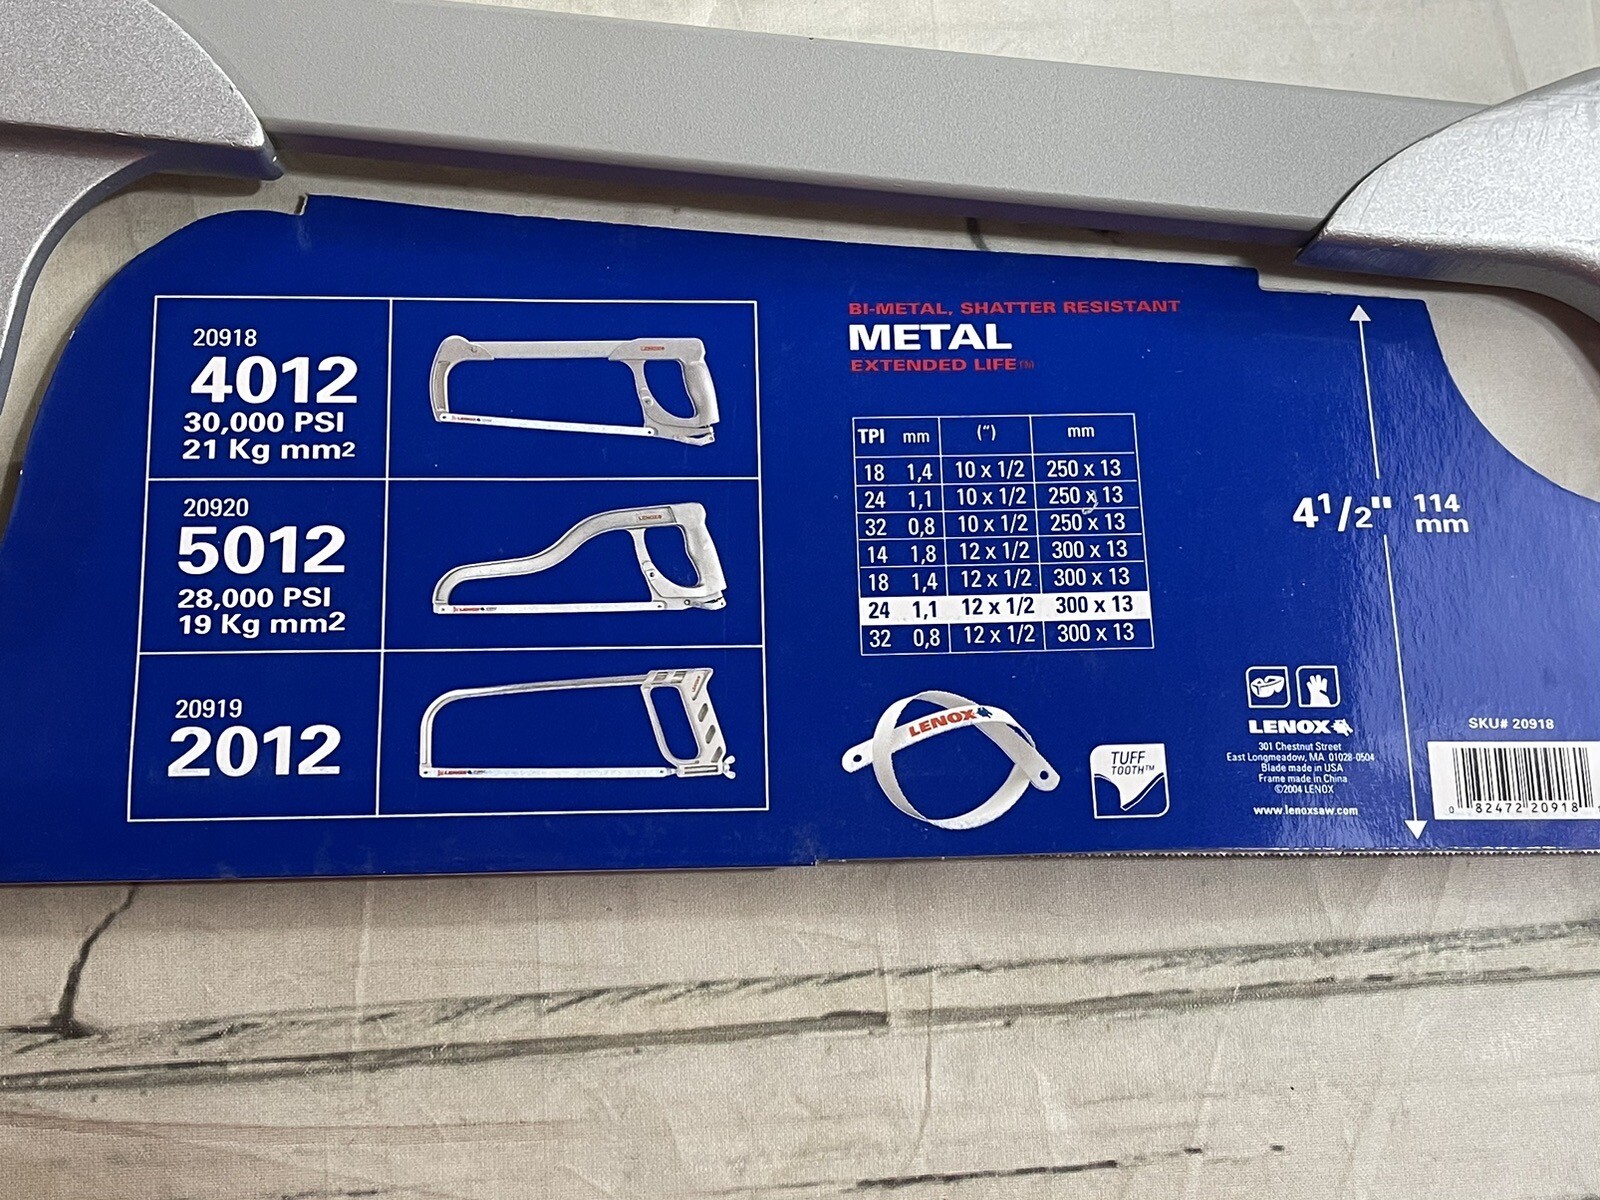 20918
4012
30,000 PSI
21 Kg mm2
20920
5012
28,000 PSI
19 Kg mm2
20919
2012
BI-METAL, SHATTER RESISTANT
METAL
EXTENDED LIFE™
TPI mm (") mm
18 1,4 10 x 1/2 250 x 13
24 1,1 10 x 1/2 250 x 13
32 0,8 10 x 1/2 250 x 13
14 1,8 12 x 1/2 300 x 13
18 1,4 12 x 1/2 300 x 13
24 1,1 12 x 1/2 300 x 13
32 0,8 12 x 1/2 300 x 13
LENOX
TUFF
TOOTH™
4 1/2" 114
mm
LENOX
301 Chestnut Street
East Longmeadow, MA 01028-0504
Blade made in USA
Frame made in China
©2004 LENOX
www.lenoxsaw.com
SKU# 20918
0 82472 20918